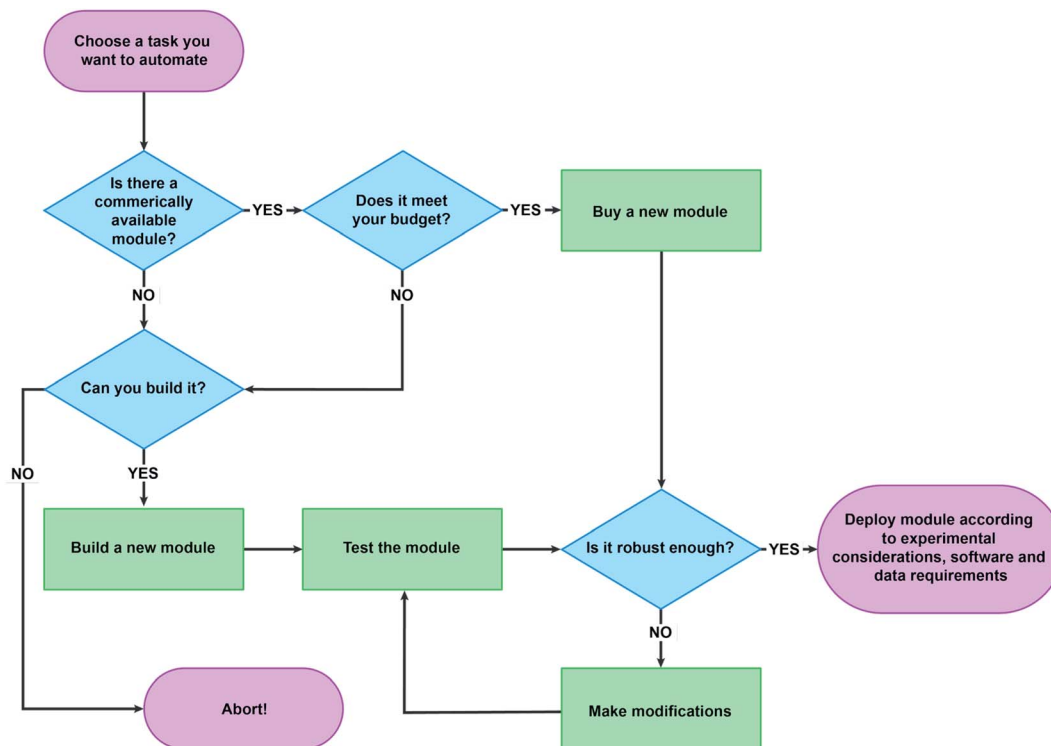 Choose a task you
want to automate
Is there a
commerically
available
module?
YES
Does it meet
your budget?
YES
Buy a new module
NO
NO
Can you build it?
NO
YES
Build a new module
Test the module
Is it robust enough?
YES
Deploy module according
to experimental
considerations, software and
data requirements
NO
Abort!
Make modifications